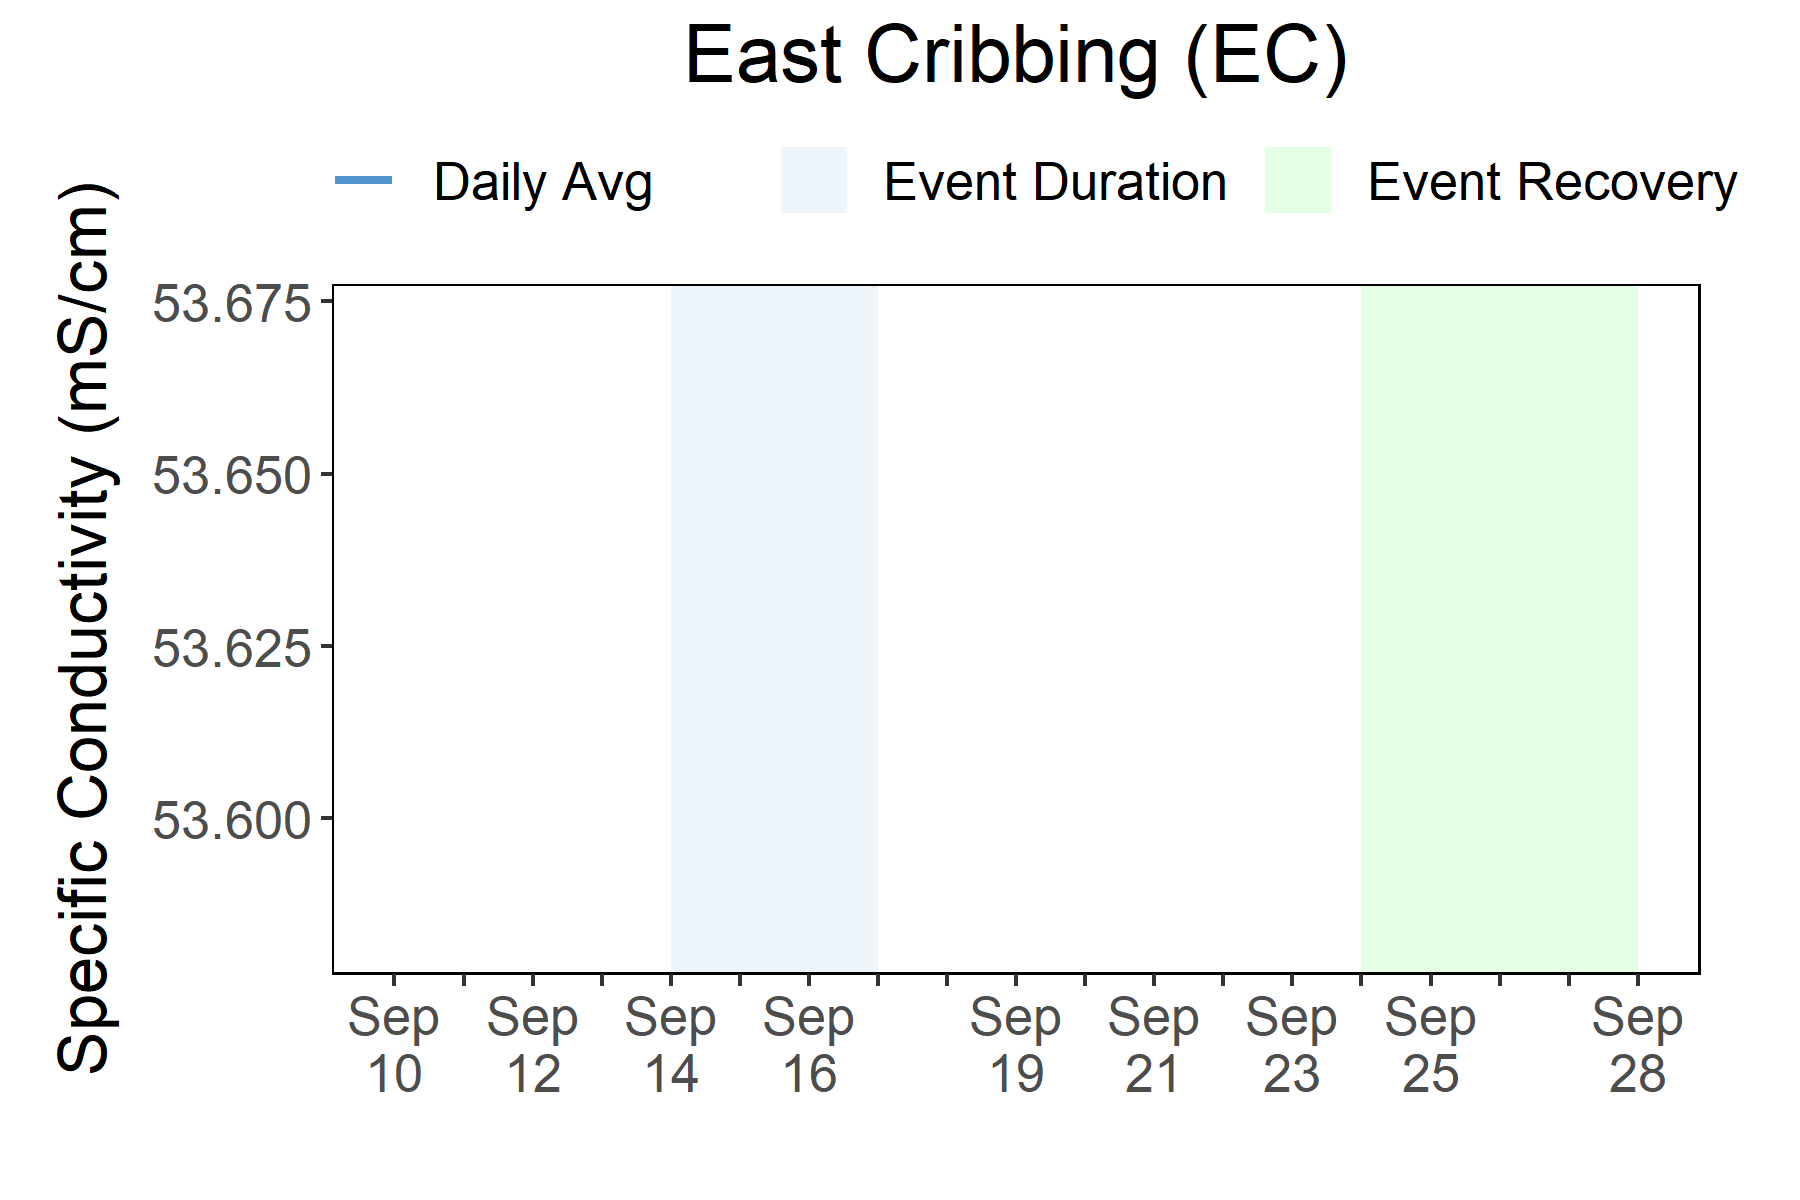 East Cribbing (EC)
Daily Avg
Event Duration
Event Recovery
Specific Conductivity (mS/cm)
53.675
53.650
53.625
53.600
Sep 10
Sep 12
Sep 14
Sep 16
Sep 19
Sep 21
Sep 23
Sep 25
Sep 28